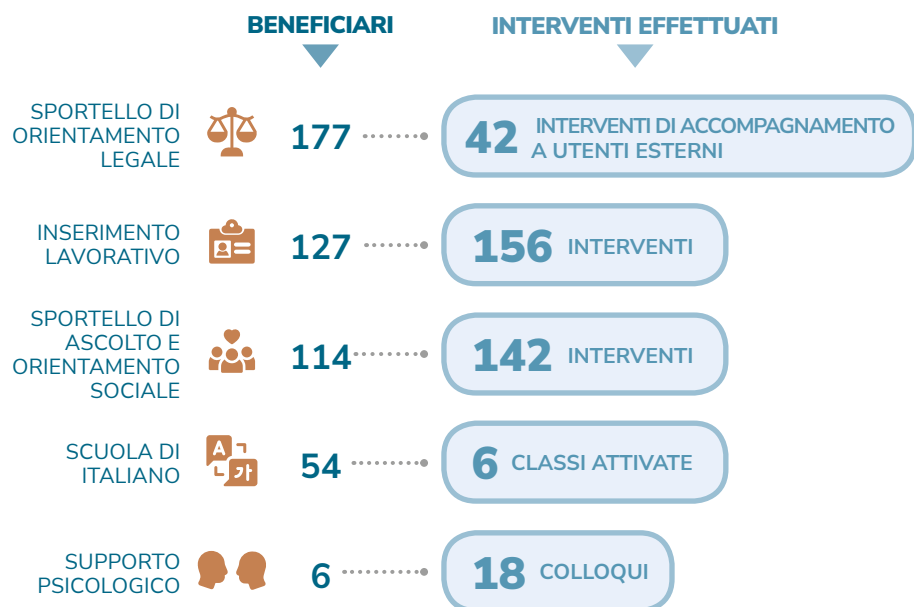 BENEFICIARI
INTERVENTI EFFETTUATI
SPORTELLO DI
ORIENTAMENTO
LEGALE
177
42 INTERVENTI DI ACCOMPAGNAMENTO
A UTENTI ESTERNI
INSERIMENTO
LAVORATIVO
127
156 INTERVENTI
SPORTELLO DI
ASCOLTO E
ORIENTAMENTO
SOCIALE
114
142 INTERVENTI
SCUOLA DI
ITALIANO
A
가
54
6 CLASSI ATTIVATE
SUPPORTO
PSICOLOGICO
6
18 COLLOQUI